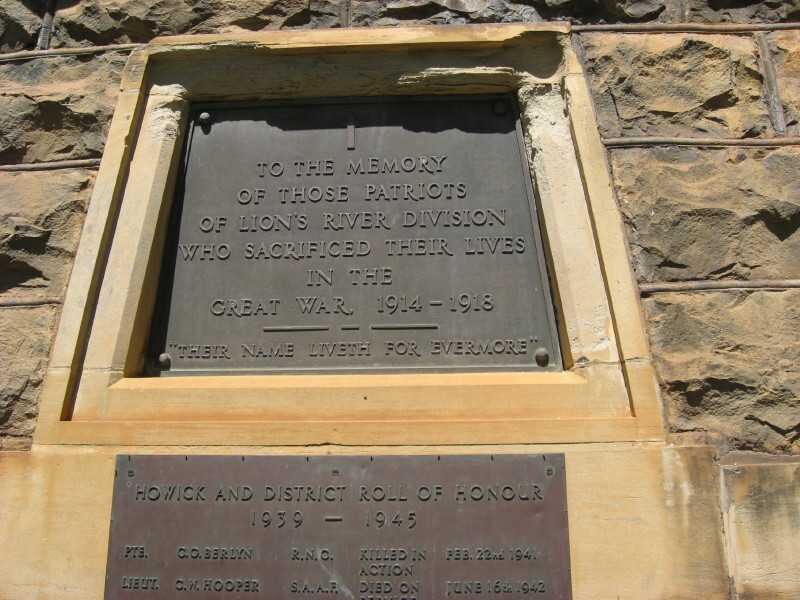 TO THE MEMORY
OF THOSE PATRIOTS
OF LION'S RIVER DIVISION
WHO SACRIFICED THEIR LIVES
IN THE
GREAT WAR, 1914-1918
"THEIR NAME LIVETH FOR EVERMORE"
HOWICK AND DISTRICT ROLL OF HONOUR
1939 - 1945
PTE. C.G. BERLYN R.N.C. KILLED IN ACTION FEB. 22nd 1941
LIEUT. C.W. HOOPER S.A.A.F. DIED ON JUNE 16th 1942